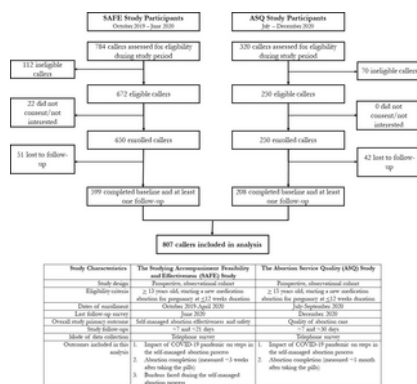 SAFE Study Participants
October 2019 – June 2020
ASQ Study Participants
July – December 2020
784 callers assessed for eligibility
during study period
320 callers assessed for eligibility
during study period
112 ineligible
callers
70 ineligible callers
672 eligible callers
250 eligible callers
22 did not
consent/not
interested
0 did not
consent/not
interested
650 enrolled callers
250 enrolled callers
51 lost to follow-
up
42 lost to follow-
up
599 completed baseline and at least
one follow-up
208 completed baseline and at least
one follow-up
807 callers included in analysis
Study Characteristics
The Studying Accompaniment Feasibility
and Effectiveness (SAFE) Study
The Abortion Service Quality (ASQ) Study
Study design
Prospective, observational cohort
Prospective, observational cohort
Eligibility criteria
≥ 13 years old, starting a new medication
abortion for pregnancy at ≤12 weeks duration
≥ 15 years old, starting a new medication
abortion for pregnancy at ≤12 weeks duration
Dates of enrollment
October 2019-April 2020
July-September 2020
Last follow-up survey
June 2020
December 2020
Overall study primary outcome
Self-managed abortion effectiveness and safety
Quality of abortion care
Study follow-ups
~7 and ~21 days
~7 and ~30 days
Mode of data collection
Telephone survey
Telephone survey
Outcomes included in this
analysis
1. Impact of COVID-19 pandemic on steps in
the self-managed abortion process
2. Abortion completion (measured ~3 weeks
after taking the pills)
3. Burdens faced during the self-managed
abortion process
1. Impact of COVID-19 pandemic on steps in
the self-managed abortion process
2. Abortion completion (measured ~1 month
after taking the pills)